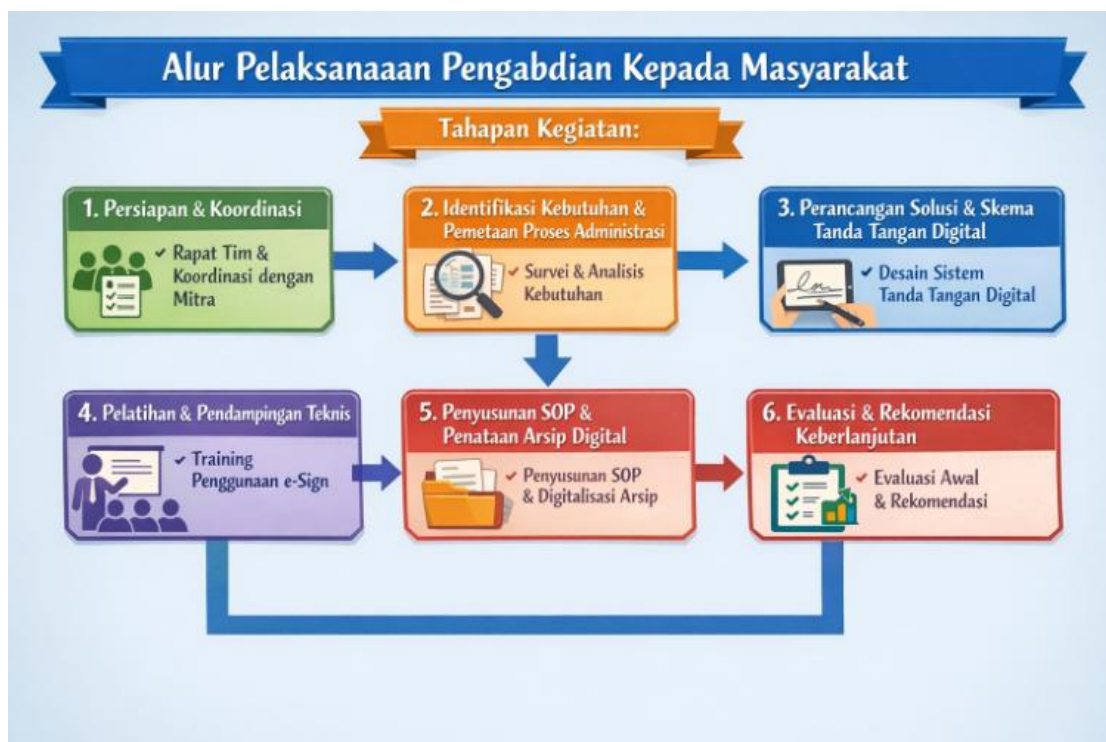 Alur Pelaksanaaan Pengabdian Kepada Masyarakat
Tahapan Kegiatan:
1. Persiapan & Koordinasi
✓ Rapat Tim &
Koordinasi dengan
Mitra
2. Identifikasi Kebutuhan &
Pemetaan Proses Administrasi
✓ Survei & Analisis
Kebutuhan
3. Perancangan Solusi & Skema
Tanda Tangan Digital
✓ Desain Sistem
Tanda Tangan Digital
4. Pelatihan & Pendampingan Teknis
✓ Training
Penggunaan e-Sign
5. Penyusunan SOP &
Penataan Arsip Digital
✓ Penyusunan SOP
& Digitalisasi Arsip
6. Evaluasi & Rekomendasi
Keberlanjutan
✓ Evaluasi Awal
& Rekomendasi